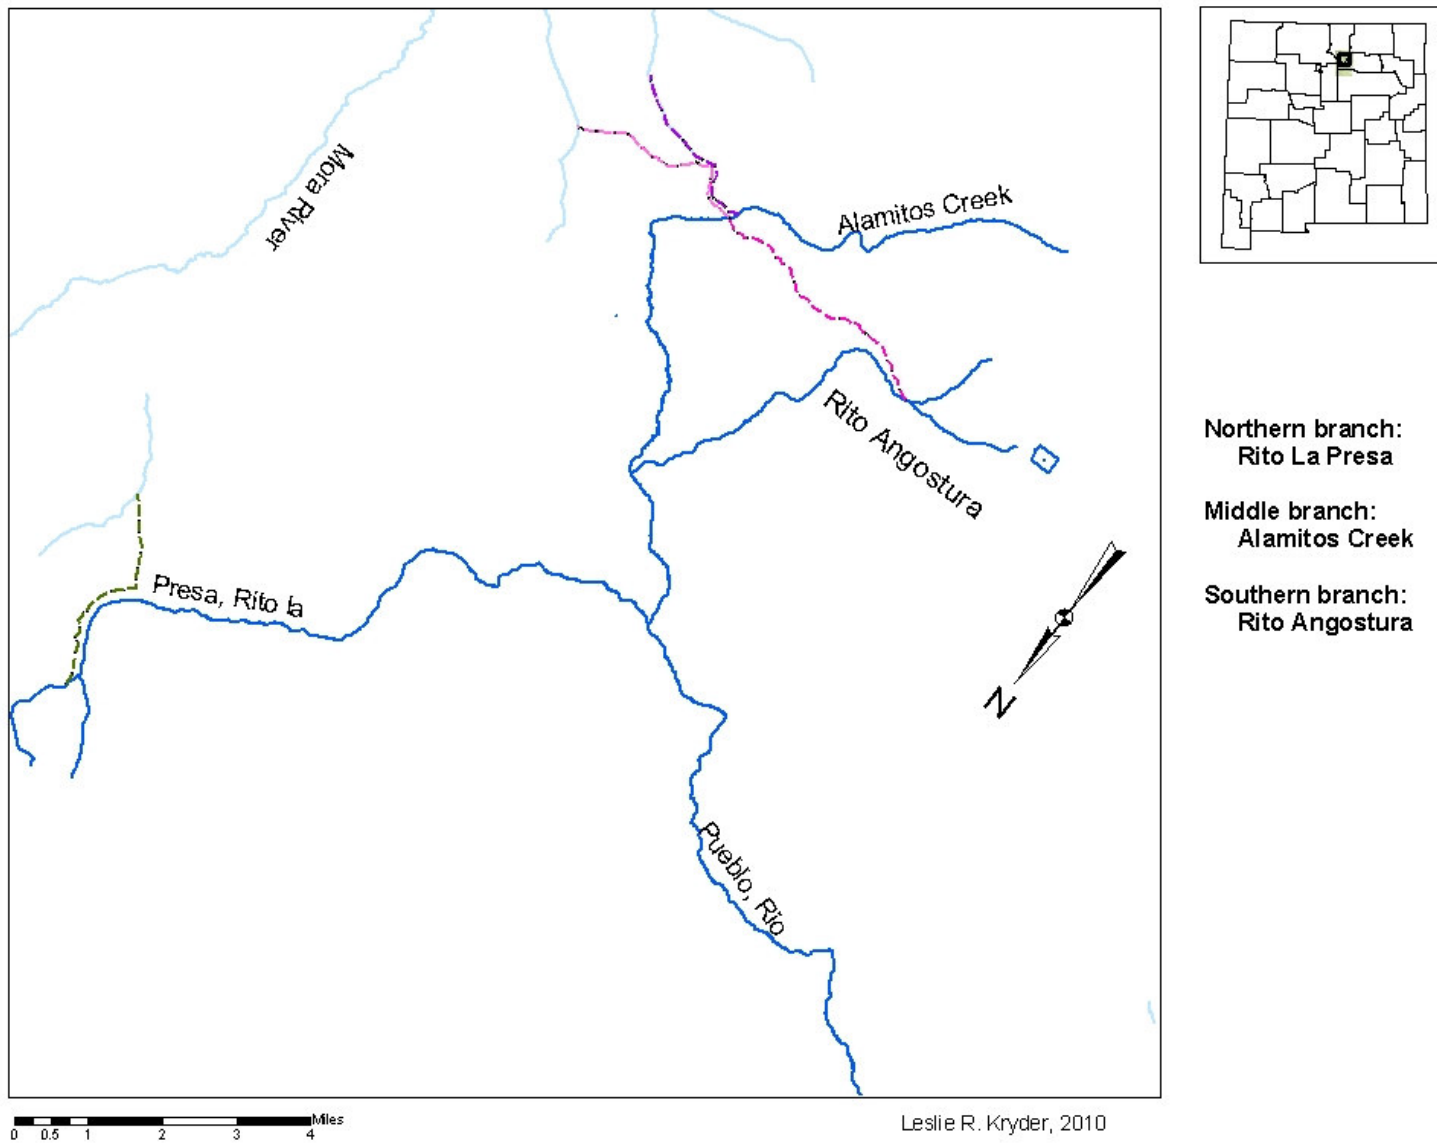 Mora River
Alamitos Creek
Rito Angostura
Presa, Rito la
Pueblo, Rio
N
Northern branch:
Rito La Presa
Middle branch:
Alamitos Creek
Southern branch:
Rito Angostura
Miles
0 0.5 1 2 3 4
Leslie R. Kryder, 2010